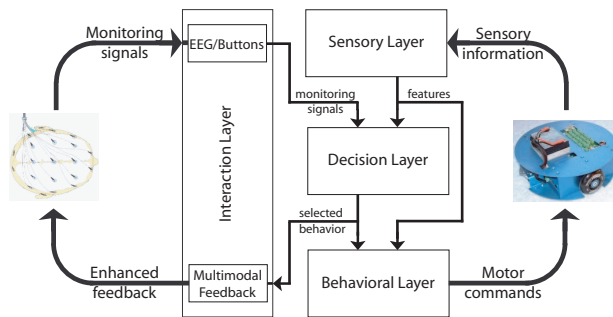 Monitoring
signals
EEG/Buttons
Sensory Layer
Sensory
information
monitoring
signals
features
Interaction Layer
Decision Layer
selected
behavior
Enhanced
feedback
Multimodal
Feedback
Behavioral Layer
Motor
commands